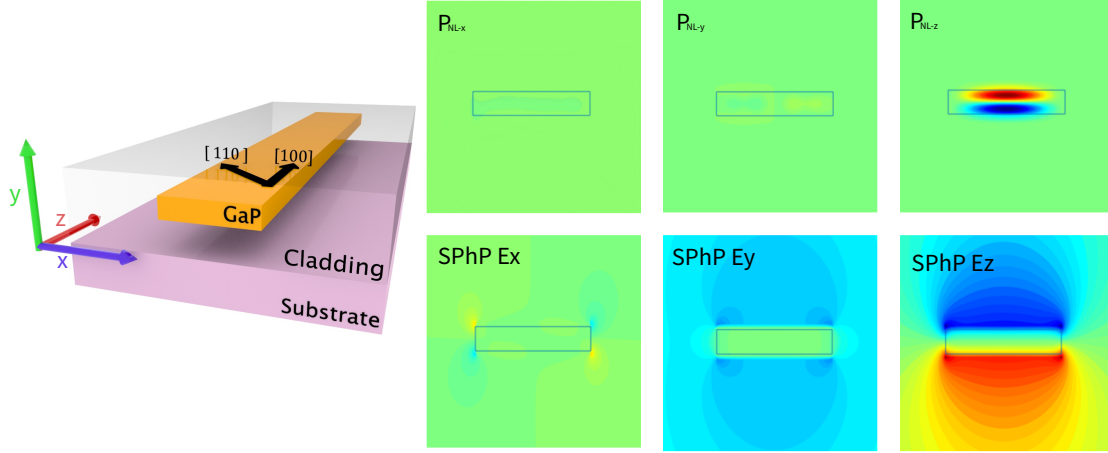 y
z
x
[110]
[100]
GaP
Cladding
Substrate
PNL-x
PNL-y
PNL-z
SPhP Ex
SPhP Ey
SPhP Ez